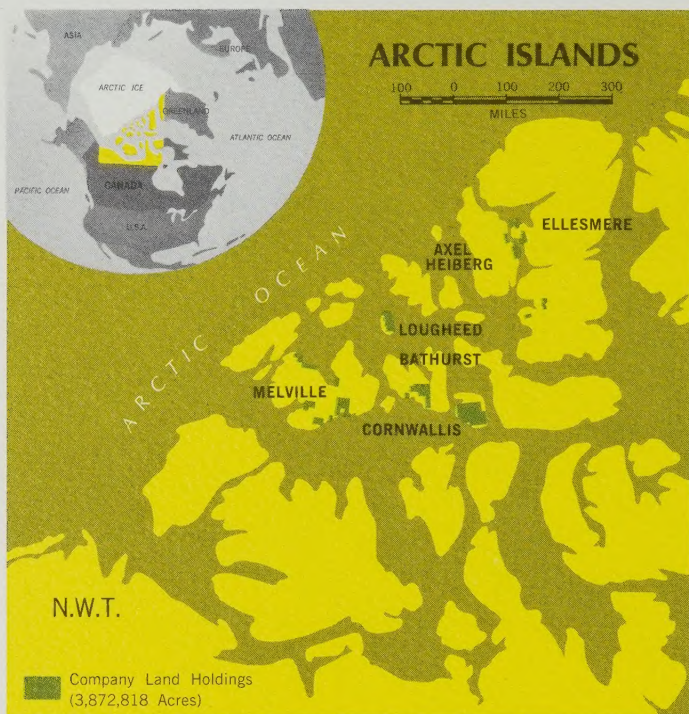 ARCTIC ISLANDS
100 0 100 200 300
MILES
ASIA
EUROPE
ARCTIC ICE
GREENLAND
ATLANTIC OCEAN
PACIFIC OCEAN
CANADA
U.S.A.
ARCTIC OCEAN
ELLESMERE
AXEL
HEIBERG
LOUGHEED
BATHURST
MELVILLE
CORNWALLIS
N.W.T.
Company Land Holdings
(3,872,818 Acres)